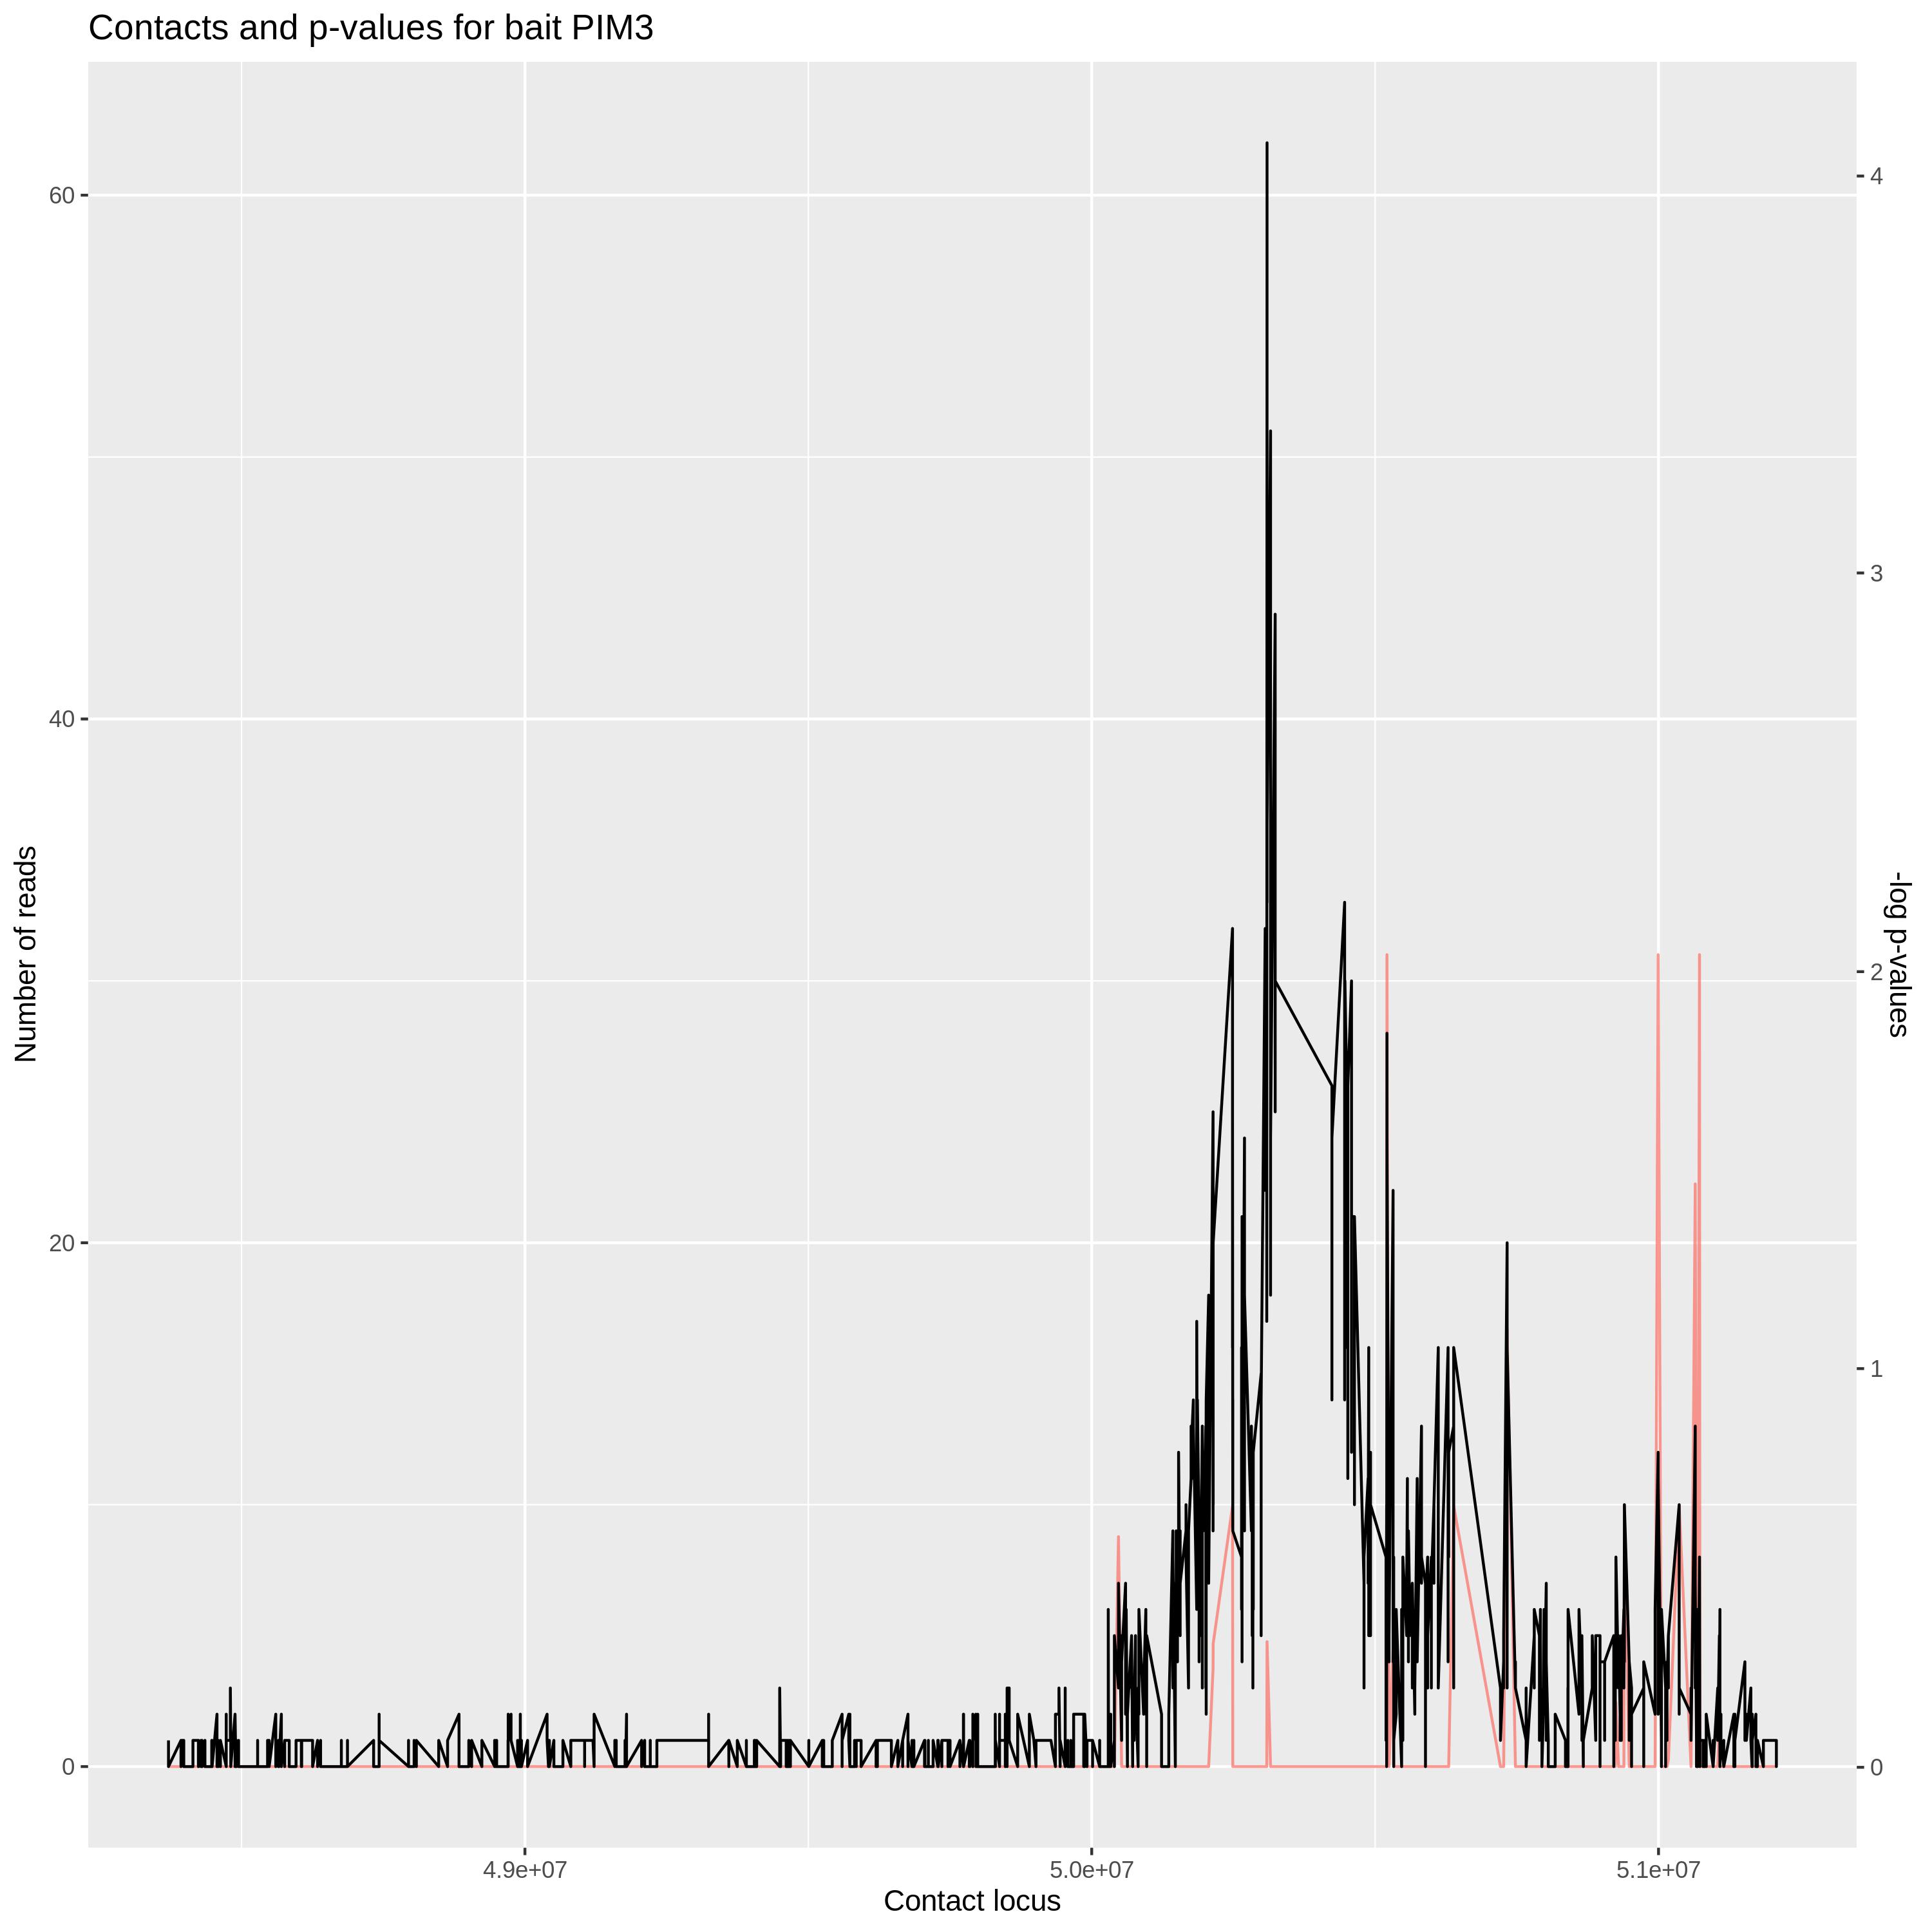 Contacts and p-values for bait PIM3
60
40
20
0
Number of reads
4
3
2
1
0
-log p-values
4.9e+07
5.0e+07
5.1e+07
Contact locus